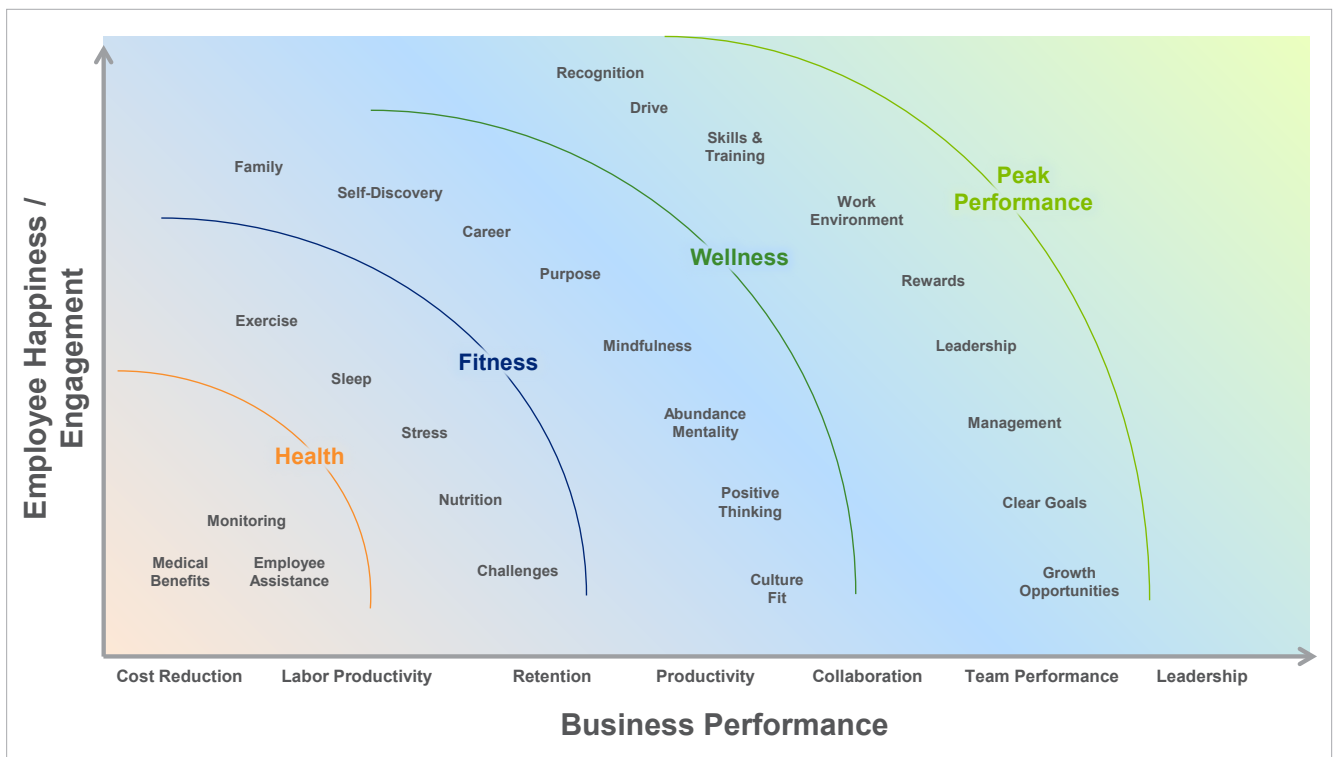 Employee Happiness /
Engagement
Recognition
Drive
Skills &
Training
Peak
Performance
Family
Self-Discovery
Work
Environment
Career
Wellness
Purpose
Rewards
Exercise
Mindfulness
Leadership
Fitness
Sleep
Abundance
Mentality
Management
Stress
Health
Nutrition
Positive
Thinking
Clear Goals
Monitoring
Medical
Benefits
Employee
Assistance
Challenges
Culture
Fit
Growth
Opportunities
Cost Reduction
Labor Productivity
Retention
Productivity
Collaboration
Team Performance
Leadership
Business Performance